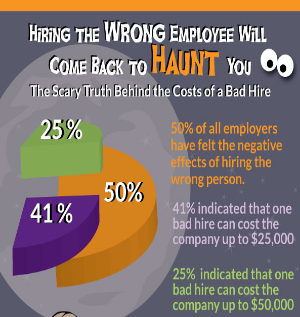 HIRING THE WRONG EMPLOYEE WILL
COME BACK TO HAUNT YOU
The Scary Truth Behind the Costs of a Bad Hire
25%
50%
41%
50% of all employers
have felt the negative
effects of hiring the
wrong person.
41% indicated that one
bad hire can cost the
company up to $25,000
25% indicated that one
bad hire can cost the
company up to $50,000